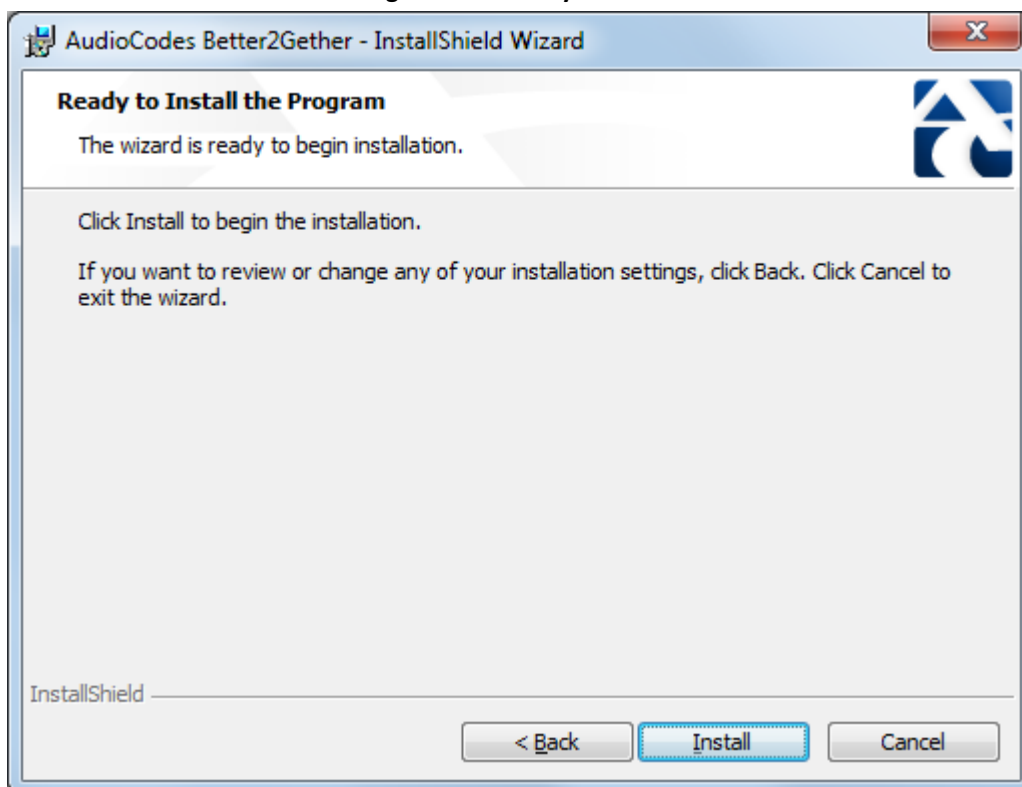 AudioCodes Better2Gether - InstallShield Wizard
Ready to Install the Program
The wizard is ready to begin installation.
Click Install to begin the installation.
If you want to review or change any of your installation settings, click Back. Click Cancel to
exit the wizard.
InstallShield
< Back
Install
Cancel